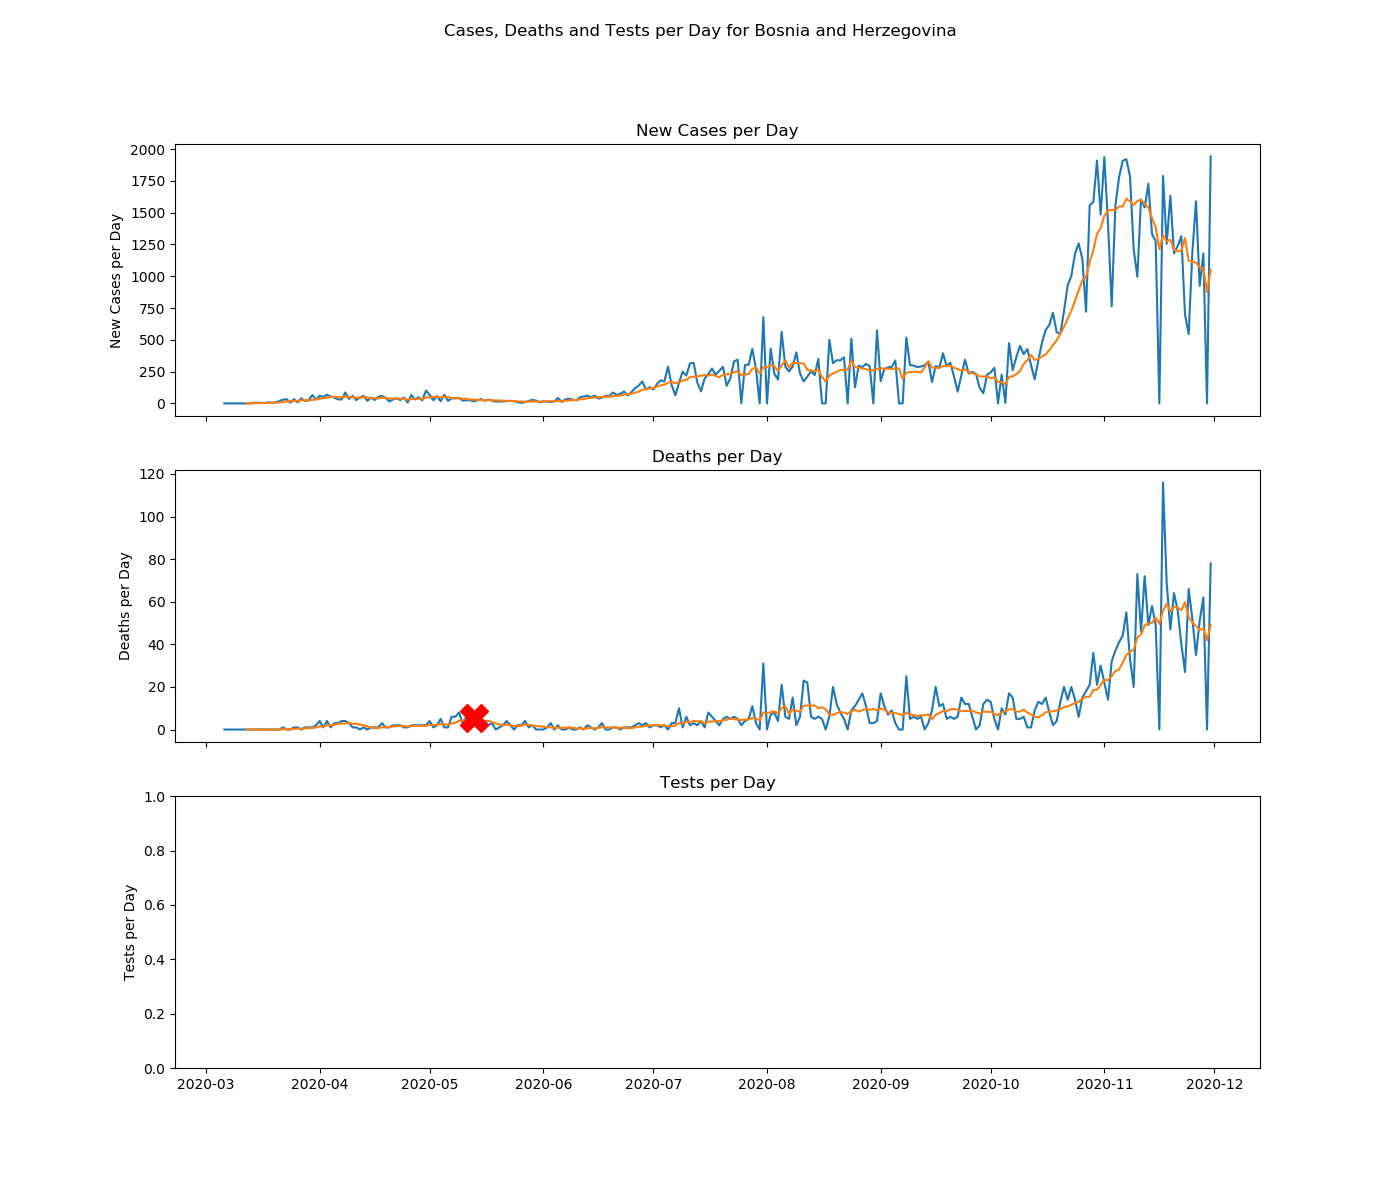 Cases, Deaths and Tests per Day for Bosnia and Herzegovina
New Cases per Day
New Cases per Day
2000
1750
1500
1250
1000
750
500
250
0
Deaths per Day
Deaths per Day
120
100
80
60
40
20
0
Tests per Day
Tests per Day
1.0
0.8
0.6
0.4
0.2
0.0
2020-03 2020-04 2020-05 2020-06 2020-07 2020-08 2020-09 2020-10 2020-11 2020-12